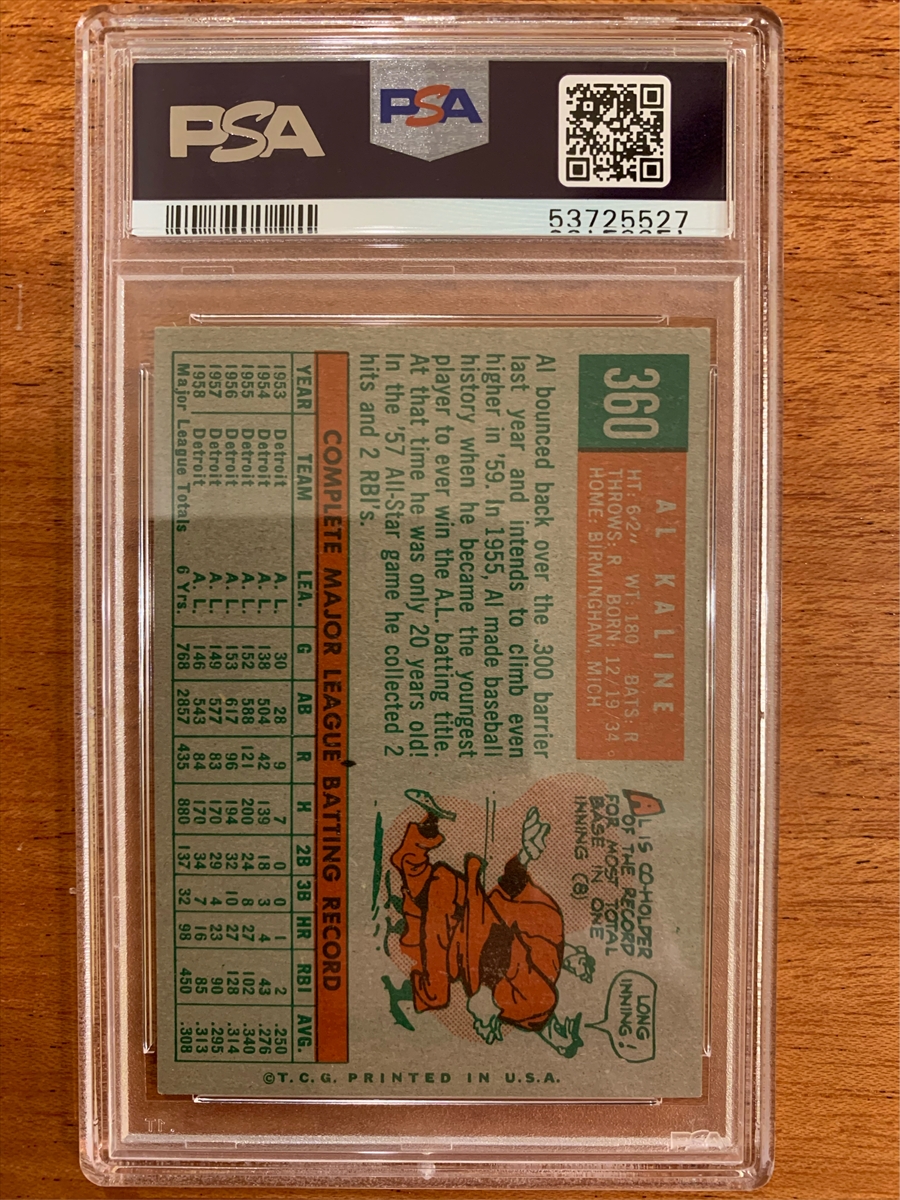 PSA
PSA
53725527
360
AL KALINE
HT: 6'2" WT: 180 BATS: R
THROWS: R BORN: 12/19/34
HOME: BIRMINGHAM, MICH.
Al bounced back over the .300 barrier
last year and intends to climb even
higher in '59. In 1955, Al made baseball
history when he became the youngest
player to ever win the A.L. batting title.
At that time he was only 20 years old!
In the '57 All-Star game he collected 2
hits and 2 RBI's.
AL IS CO-HOLDER
OF THE RECORD
FOR MOST TOTAL
BASE IN ONE
INNING (8)
LONG
INNING!
COMPLETE MAJOR LEAGUE BATTING RECORD
YEAR TEAM LEA. G AB R H 2B 3B HR RBI AVG.
1953 Detroit A. L. 30 28 9 7 0 0 1 2 .250
1954 Detroit A. L. 138 504 42 139 18 3 4 43 .276
1955 Detroit A. L. 152 588 121 200 24 8 27 102 .340
1956 Detroit A. L. 153 617 96 194 32 10 27 128 .314
1957 Detroit A. L. 149 577 83 170 29 4 23 90 .295
1958 Detroit A. L. 146 543 84 170 34 7 16 85 .313
Major League Totals 6 Yrs. 768 2857 435 880 137 32 98 450 .308
©T.C.G. PRINTED IN U.S.A.
PSA